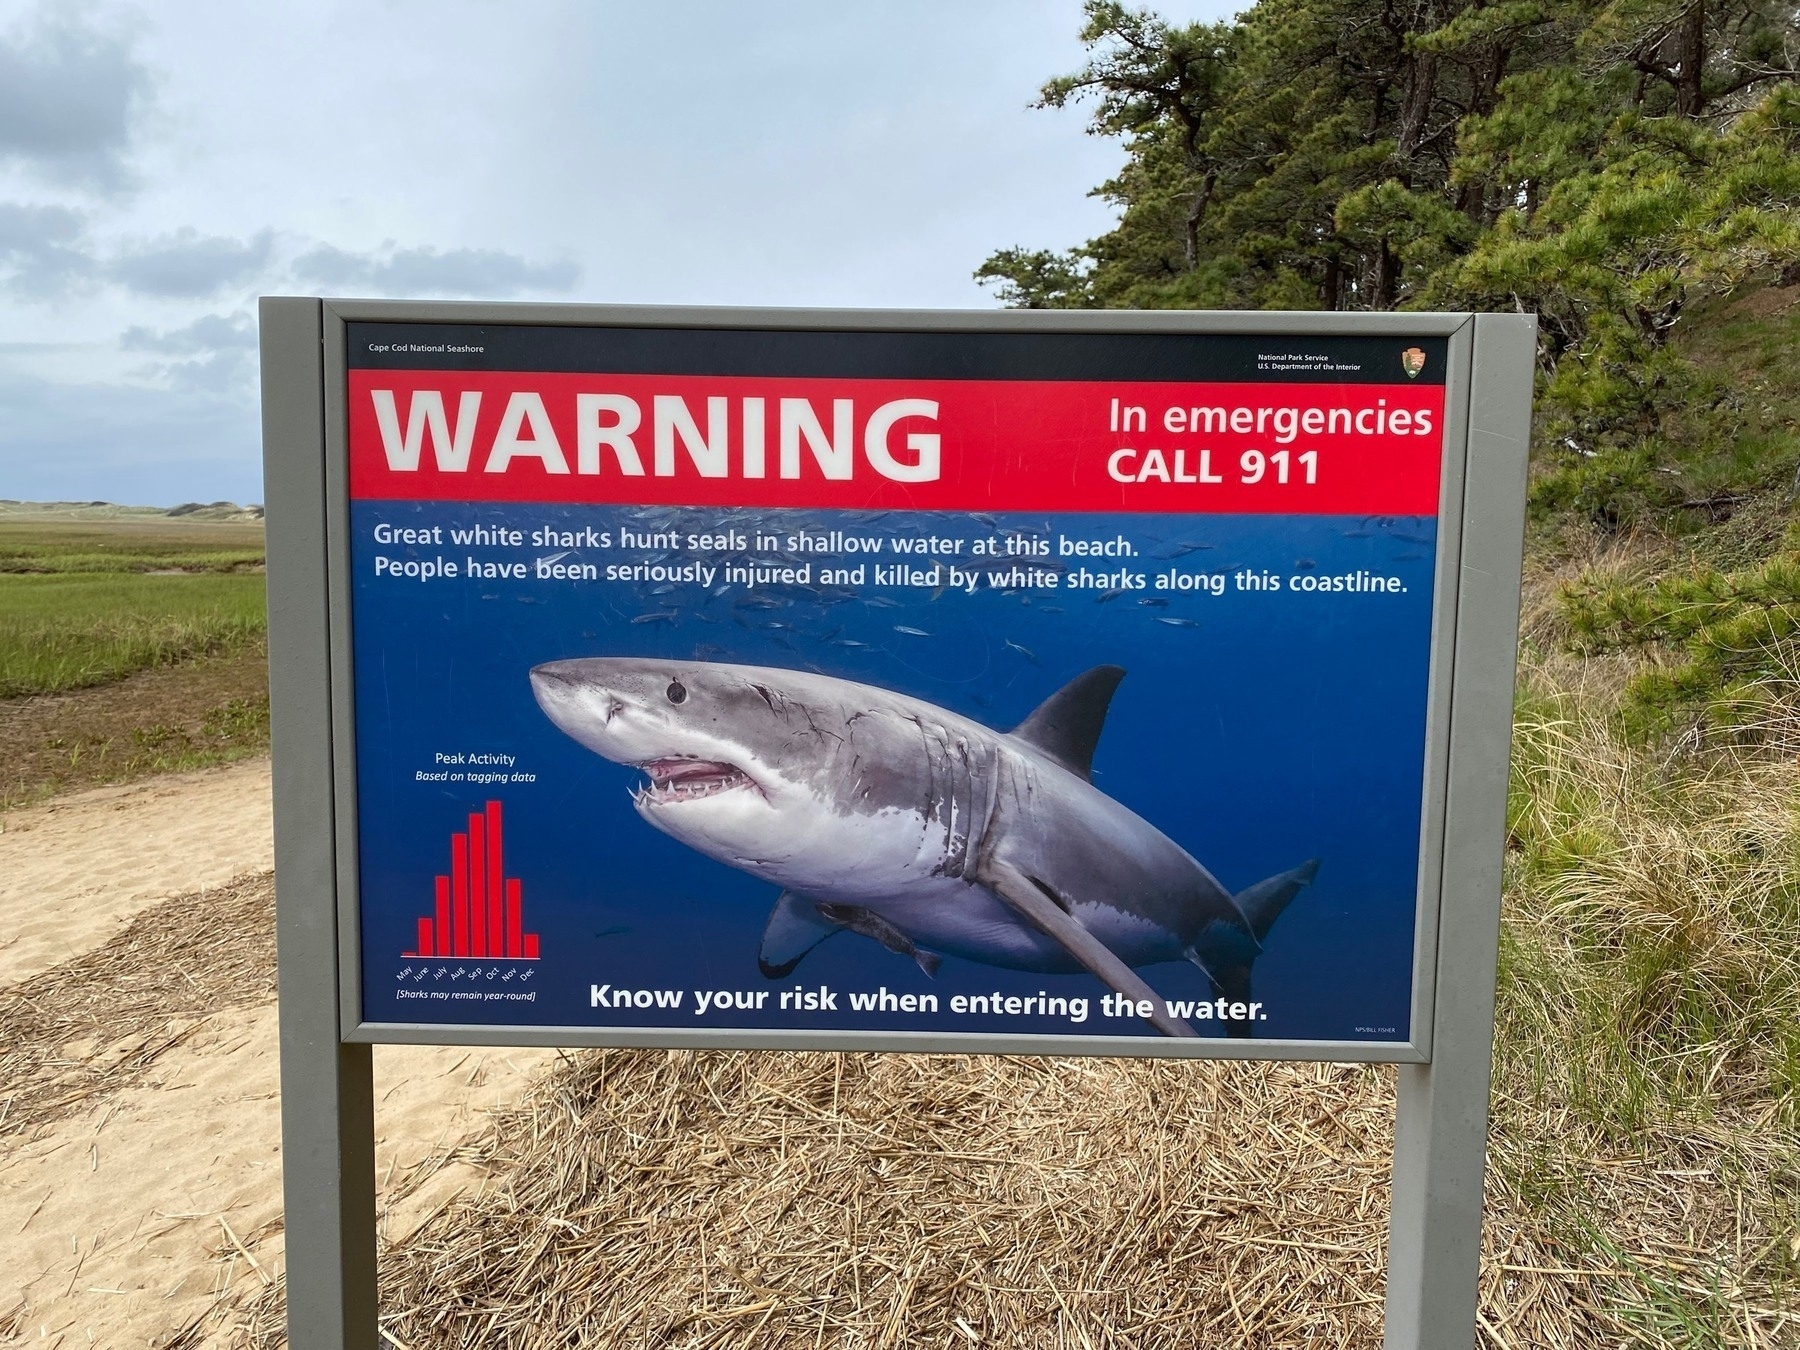 Cape Cod National Seashore
National Park Service
U.S. Department of the Interior
WARNING
In emergencies
CALL 911
Great white sharks hunt seals in shallow water at this beach.
People have been seriously injured and killed by white sharks along this coastline.
Peak Activity
Based on tagging data
May June July Aug Sep Oct Nov Dec
[Sharks may remain year-round]
Know your risk when entering the water.
NPS/BILL FISHER